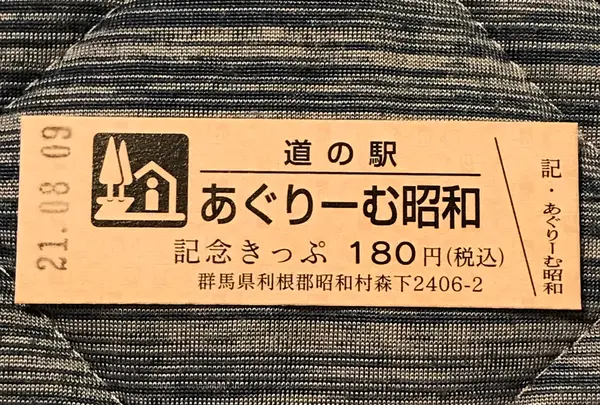 21.08.09
道の駅
あぐりーむ昭和
記念きっぷ 180円(税込)
群馬県利根郡昭和村森下2406-2
記・あぐりーむ昭和